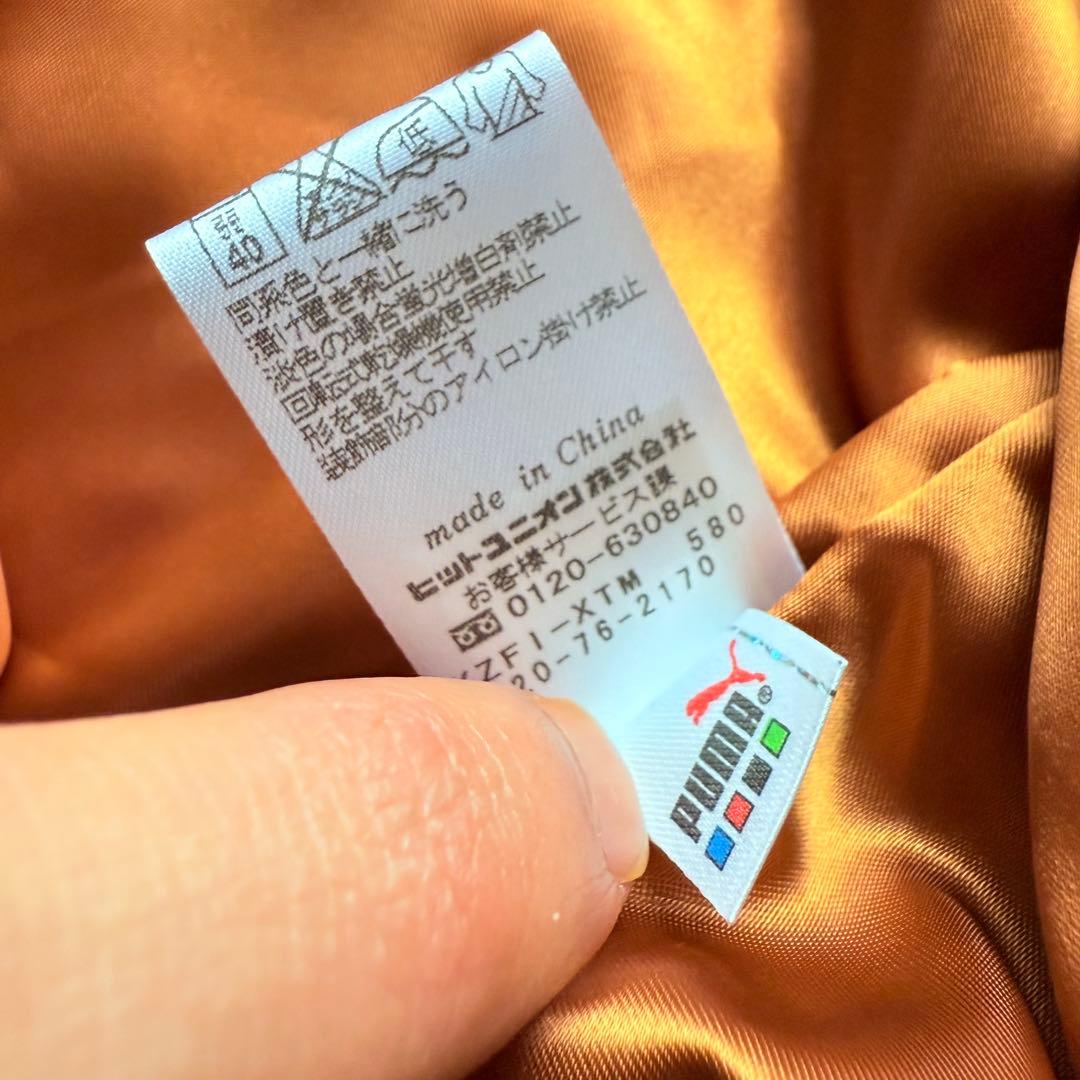 40
低
同系色と一緒に洗う
漬け置き禁止
淡色の場合蛍光増白剤禁止
回転広式乾燥機使用禁止
形を整えて干す
装飾部分のアイロン掛け禁止
made in China
ヒットユニオン株式会社
お客様サービス課
0120-630840
ZFI-XTM 580
20-76-2170
PUMA®